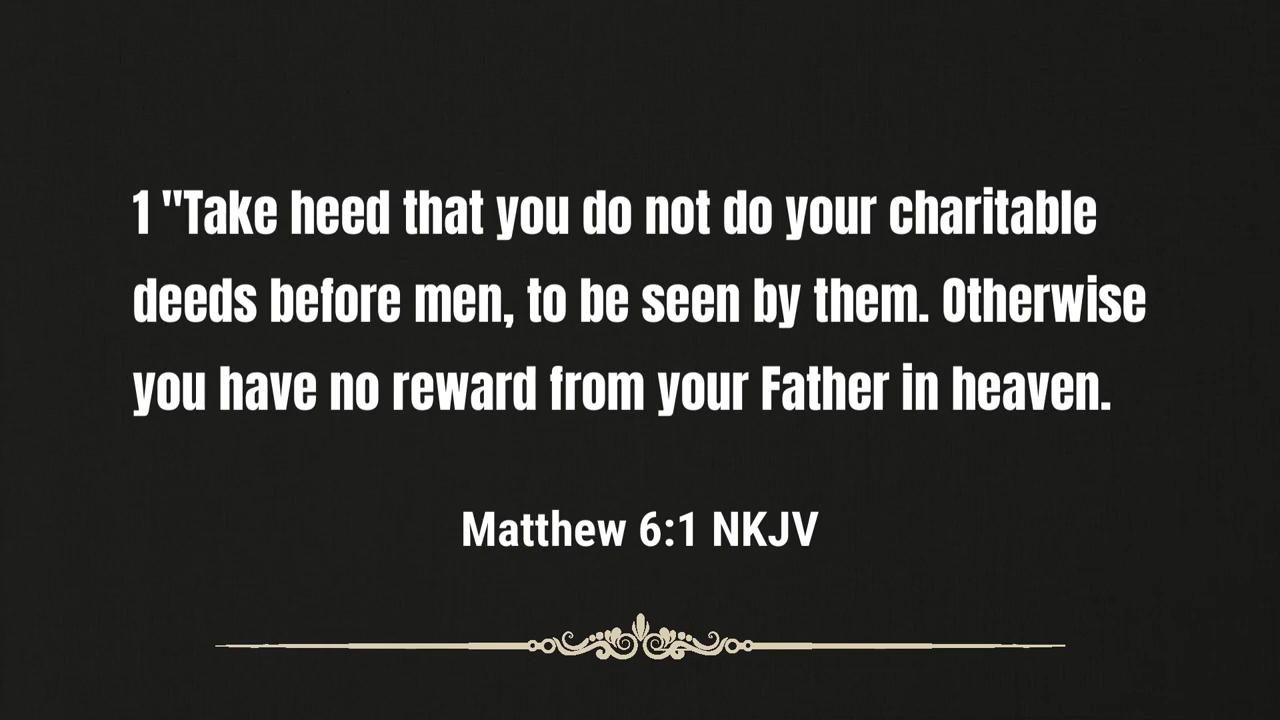 1 "Take heed that you do not do your charitable
deeds before men, to be seen by them. Otherwise
you have no reward from your Father in heaven.
Matthew 6:1 NKJV